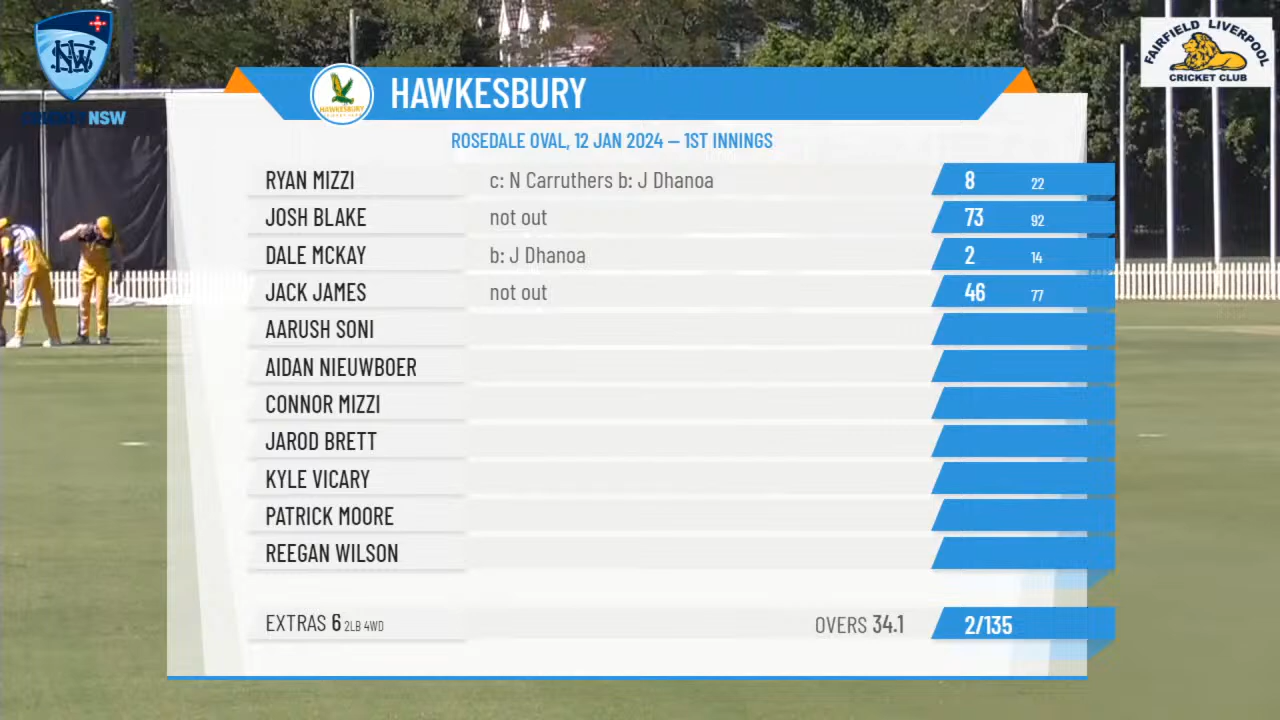 FAIRFIELD LIVERPOOL
CRICKET CLUB
NSW
CRICKET NSW
HAWKESBURY
HAWKESBURY
ROSEDALE OVAL, 12 JAN 2024 – 1ST INNINGS
RYAN MIZZI c: N Carruthers b: J Dhanoa 8 22
JOSH BLAKE not out 73 92
DALE MCKAY b: J Dhanoa 2 14
JACK JAMES not out 46 77
AARUSH SONI
AIDAN NIEUWBOER
CONNOR MIZZI
JAROD BRETT
KYLE VICARY
PATRICK MOORE
REEGAN WILSON
EXTRAS 6 2LB 4WD OVERS 34.1 2/135